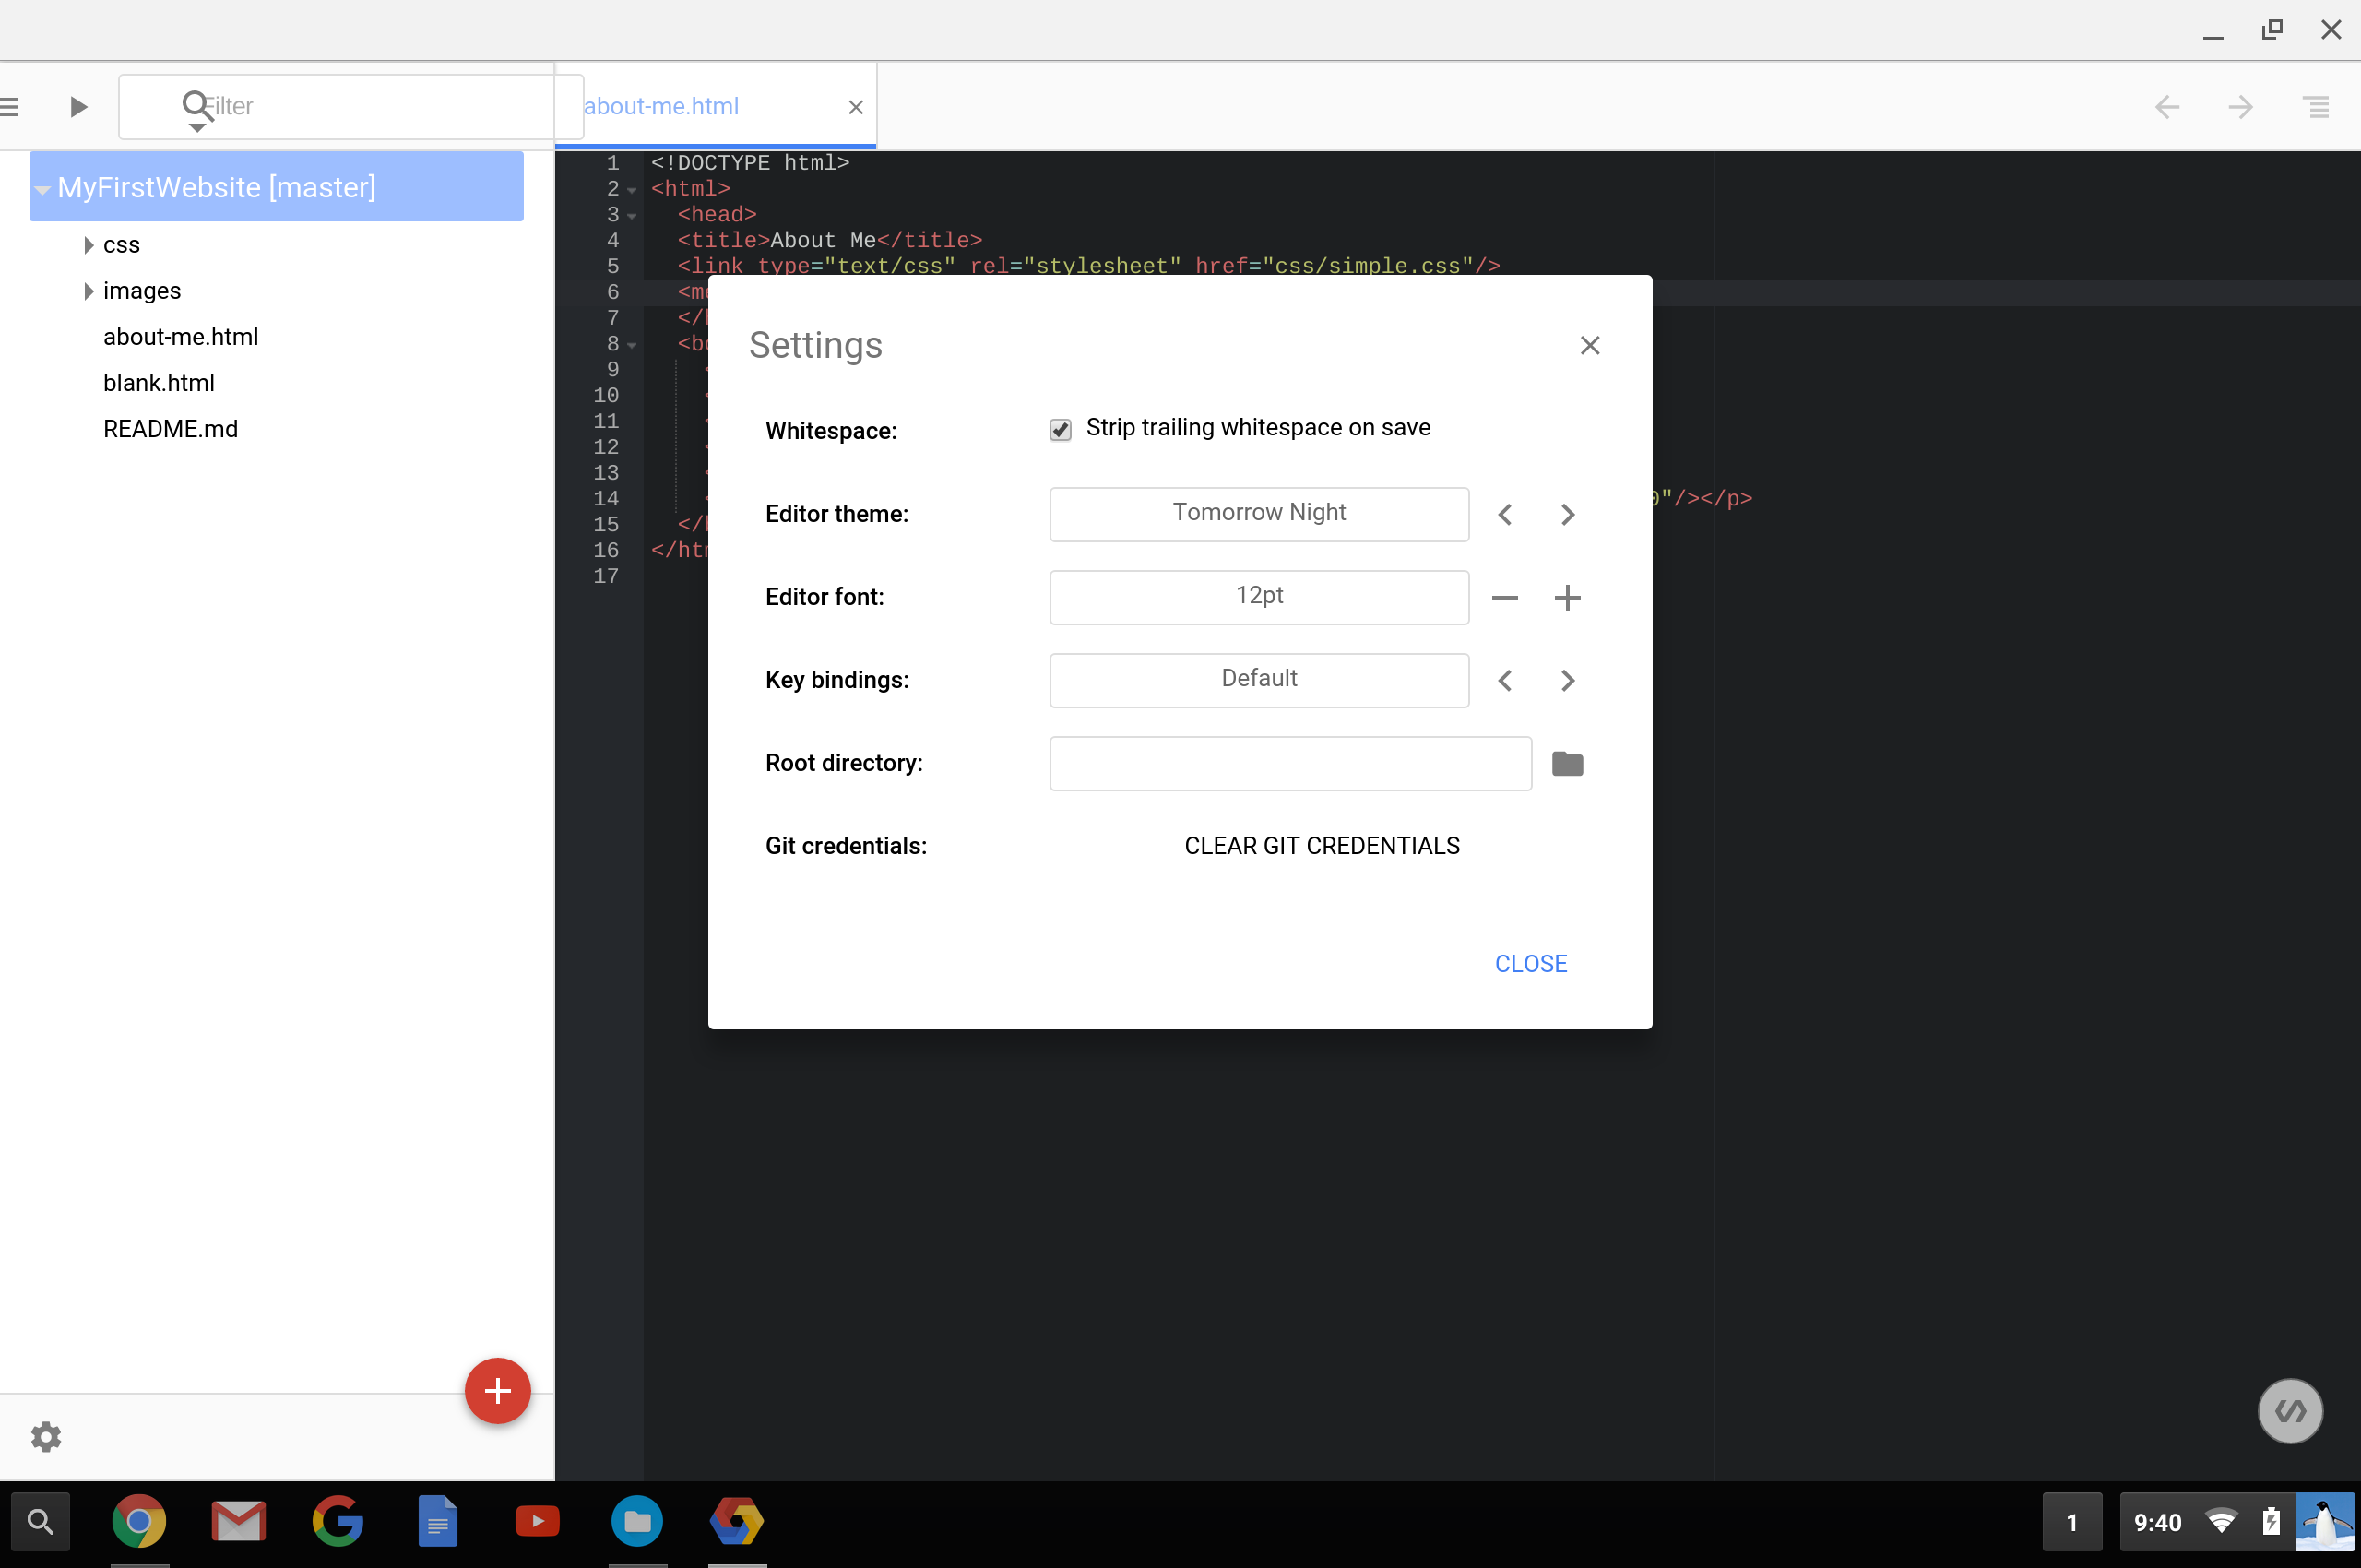 Filter
about-me.html
MyFirstWebsite [master]
css
images
about-me.html
blank.html
README.md
1 <!DOCTYPE html>
2 <html>
3 <head>
4 <title>About Me</title>
5 <link type="text/css" rel="stylesheet" href="css/simple.css"/>
6 <m
7 </
8 <b
9 <
10 <
11 <
12 <
13 <
14 < "/></p>
15 </
16 </ht
17
Settings
Whitespace: Strip trailing whitespace on save
Editor theme: Tomorrow Night
Editor font: 12pt
Key bindings: Default
Root directory:
Git credentials: CLEAR GIT CREDENTIALS
CLOSE
1 9:40